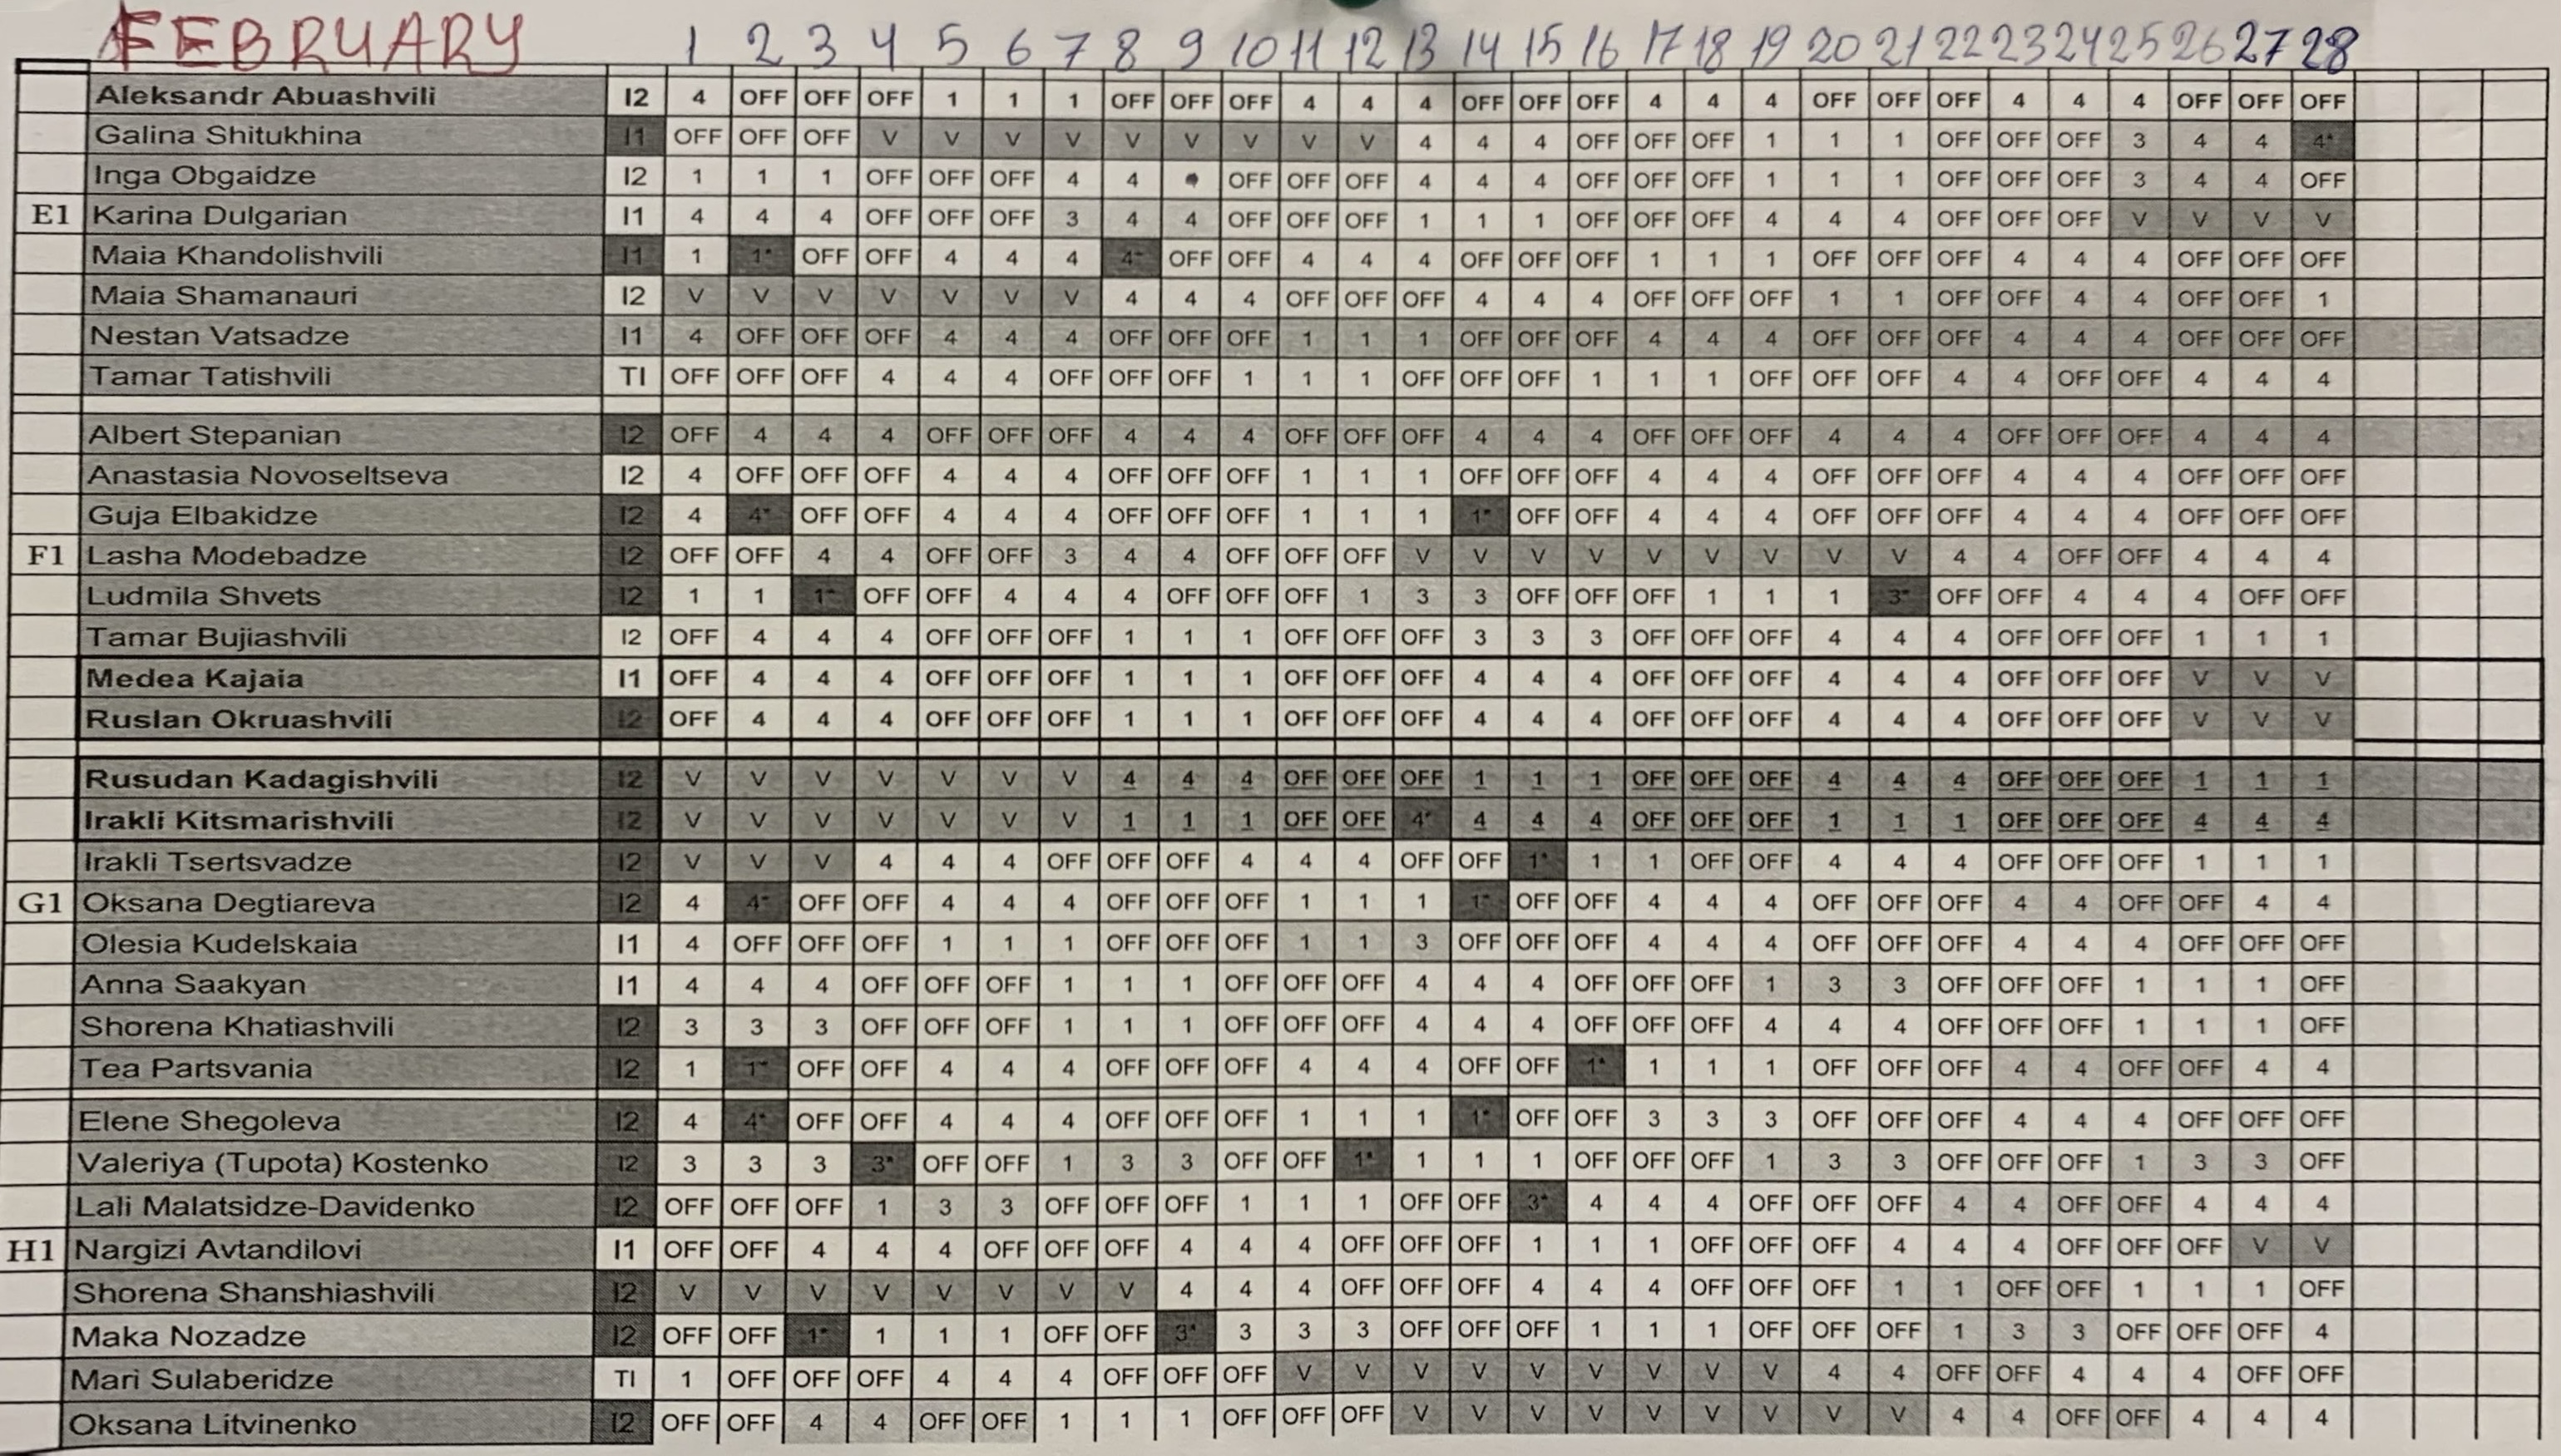 FEBRUARY 1 2 3 4 5 6 7 8 9 10 11 12 13 14 15 16 17 18 19 20 21 22 23 24 25 26 27 28
Aleksandr Abuashvili I2 4 OFF OFF OFF 1 1 1 OFF OFF OFF 4 4 4 OFF OFF OFF 4 4 4 OFF OFF OFF 4 4 4 OFF OFF OFF
Galina Shitukhina I1 OFF OFF OFF V V V V V V V V V 4 4 4 OFF OFF OFF 1 1 1 OFF OFF OFF 3 4 4 4*
Inga Obgaidze I2 1 1 1 OFF OFF OFF 4 4 OFF OFF OFF 4 4 4 OFF OFF OFF 1 1 1 OFF OFF OFF 3 4 4 OFF
E1 Karina Dulgarian I1 4 4 4 OFF OFF OFF 3 4 4 OFF OFF OFF 1 1 1 OFF OFF OFF 4 4 4 OFF OFF OFF V V V V
Maia Khandolishvili I1 1 1* OFF OFF 4 4 4 4* OFF OFF 4 4 4 OFF OFF OFF 1 1 1 OFF OFF OFF 4 4 4 OFF OFF OFF
Maia Shamanauri I2 V V V V V V V 4 4 4 OFF OFF OFF 4 4 4 OFF OFF OFF 1 1 OFF OFF 4 4 OFF OFF 1
Nestan Vatsadze I1 4 OFF OFF OFF 4 4 4 OFF OFF OFF 1 1 1 OFF OFF OFF 4 4 4 OFF OFF OFF 4 4 4 OFF OFF OFF
Tamar Tatishvili TI OFF OFF OFF 4 4 4 OFF OFF OFF 1 1 1 OFF OFF OFF 1 1 1 OFF OFF OFF 4 4 OFF OFF 4 4 4
Albert Stepanian I2 OFF 4 4 4 OFF OFF OFF 4 4 4 OFF OFF OFF 4 4 4 OFF OFF OFF 4 4 4 OFF OFF OFF 4 4 4
Anastasia Novoseltseva I2 4 OFF OFF OFF 4 4 4 OFF OFF OFF 1 1 1 OFF OFF OFF 4 4 4 OFF OFF OFF 4 4 4 OFF OFF OFF
Guja Elbakidze I2 4 4* OFF OFF 4 4 4 OFF OFF OFF 1 1 1 1* OFF OFF 4 4 4 OFF OFF OFF 4 4 4 OFF OFF OFF
F1 Lasha Modebadze I2 OFF OFF 4 4 OFF OFF 3 4 4 OFF OFF OFF V V V V V V V V V 4 4 OFF OFF 4 4 4
Ludmila Shvets I2 1 1 1* OFF OFF 4 4 4 OFF OFF OFF 1 3 3 OFF OFF OFF 1 1 1 3* OFF OFF 4 4 4 OFF OFF
Tamar Bujiashvili I2 OFF 4 4 4 OFF OFF OFF 1 1 1 OFF OFF OFF 3 3 3 OFF OFF OFF 4 4 4 OFF OFF OFF 1 1 1
Medea Kajaia I1 OFF 4 4 4 OFF OFF OFF 1 1 1 OFF OFF OFF 4 4 4 OFF OFF OFF 4 4 4 OFF OFF OFF V V V
Ruslan Okruashvili I2 OFF 4 4 4 OFF OFF OFF 1 1 1 OFF OFF OFF 4 4 4 OFF OFF OFF 4 4 4 OFF OFF OFF V V V
Rusudan Kadagishvili I2 V V V V V V V 4 4 4 OFF OFF OFF 1 1 1 OFF OFF OFF 4 4 4 OFF OFF OFF 1 1 1
Irakli Kitsmarishvili I2 V V V V V V V 1 1 1 OFF OFF 4* 4 4 4 OFF OFF OFF 1 1 1 OFF OFF OFF 4 4 4
Irakli Tsertsvadze I2 V V V 4 4 4 OFF OFF OFF 4 4 4 OFF OFF 1* 1 1 OFF OFF 4 4 4 OFF OFF OFF 1 1 1
G1 Oksana Degtiareva I2 4 4* OFF OFF 4 4 4 OFF OFF OFF 1 1 1 1* OFF OFF 4 4 4 OFF OFF OFF 4 4 OFF OFF 4 4
Olesia Kudelskaia I1 4 OFF OFF OFF 1 1 1 OFF OFF OFF 1 1 3 OFF OFF OFF 4 4 4 OFF OFF OFF 4 4 4 OFF OFF OFF
Anna Saakyan I1 4 4 4 OFF OFF OFF 1 1 1 OFF OFF OFF 4 4 4 OFF OFF OFF 1 3 3 OFF OFF OFF 1 1 1 OFF
Shorena Khatiashvili I2 3 3 3 OFF OFF OFF 1 1 1 OFF OFF OFF 4 4 4 OFF OFF OFF 4 4 4 OFF OFF OFF 1 1 1 OFF
Tea Partsvania I2 1 1* OFF OFF 4 4 4 OFF OFF OFF 4 4 4 OFF OFF 1* 1 1 1 OFF OFF OFF 4 4 OFF OFF 4 4
Elene Shegoleva I2 4 4* OFF OFF 4 4 4 OFF OFF OFF 1 1 1 1* OFF OFF 3 3 3 OFF OFF OFF 4 4 4 OFF OFF OFF
Valeriya (Tupota) Kostenko I2 3 3 3 3* OFF OFF 1 3 3 OFF OFF 1* 1 1 1 OFF OFF OFF 1 3 3 OFF OFF OFF 1 3 3 OFF
Lali Malatsidze-Davidenko I2 OFF OFF OFF 1 3 3 OFF OFF OFF 1 1 1 OFF OFF 3* 4 4 4 OFF OFF OFF 4 4 OFF OFF 4 4 4
H1 Nargizi Avtandilovi I1 OFF OFF 4 4 4 OFF OFF OFF 4 4 4 OFF OFF OFF 1 1 1 OFF OFF OFF 4 4 4 OFF OFF OFF V V
Shorena Shanshiashvili I2 V V V V V V V V 4 4 4 OFF OFF OFF 4 4 4 OFF OFF OFF 1 1 OFF OFF 1 1 1 OFF
Maka Nozadze I2 OFF OFF 1* 1 1 1 OFF OFF 3* 3 3 3 OFF OFF OFF 1 1 1 OFF OFF OFF 1 3 3 OFF OFF OFF 4
Mari Sulaberidze TI 1 OFF OFF OFF 4 4 4 OFF OFF OFF V V V V V V V V V 4 4 OFF OFF 4 4 4 OFF OFF
Oksana Litvinenko I2 OFF OFF 4 4 OFF OFF 1 1 1 OFF OFF OFF V V V V V V V V V 4 4 OFF OFF 4 4 4